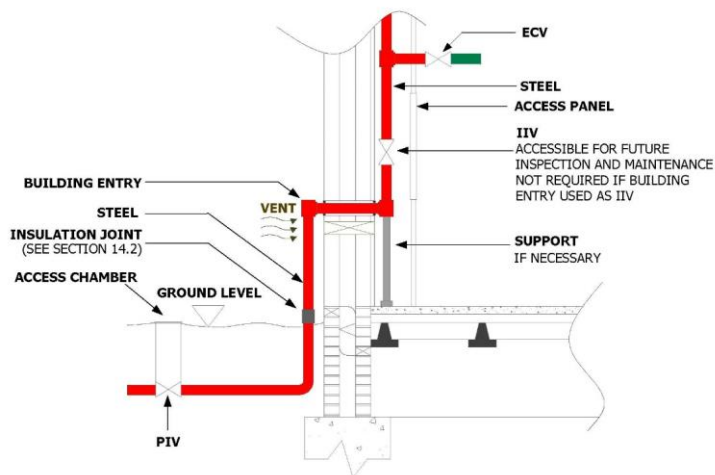 ECV
STEEL
ACCESS PANEL
IIV
ACCESSIBLE FOR FUTURE
INSPECTION AND MAINTENANCE
NOT REQUIRED IF BUILDING
ENTRY USED AS IIV
BUILDING ENTRY
VENT
STEEL
INSULATION JOINT
(SEE SECTION 14.2)
SUPPORT
IF NECESSARY
ACCESS CHAMBER
GROUND LEVEL
PIV